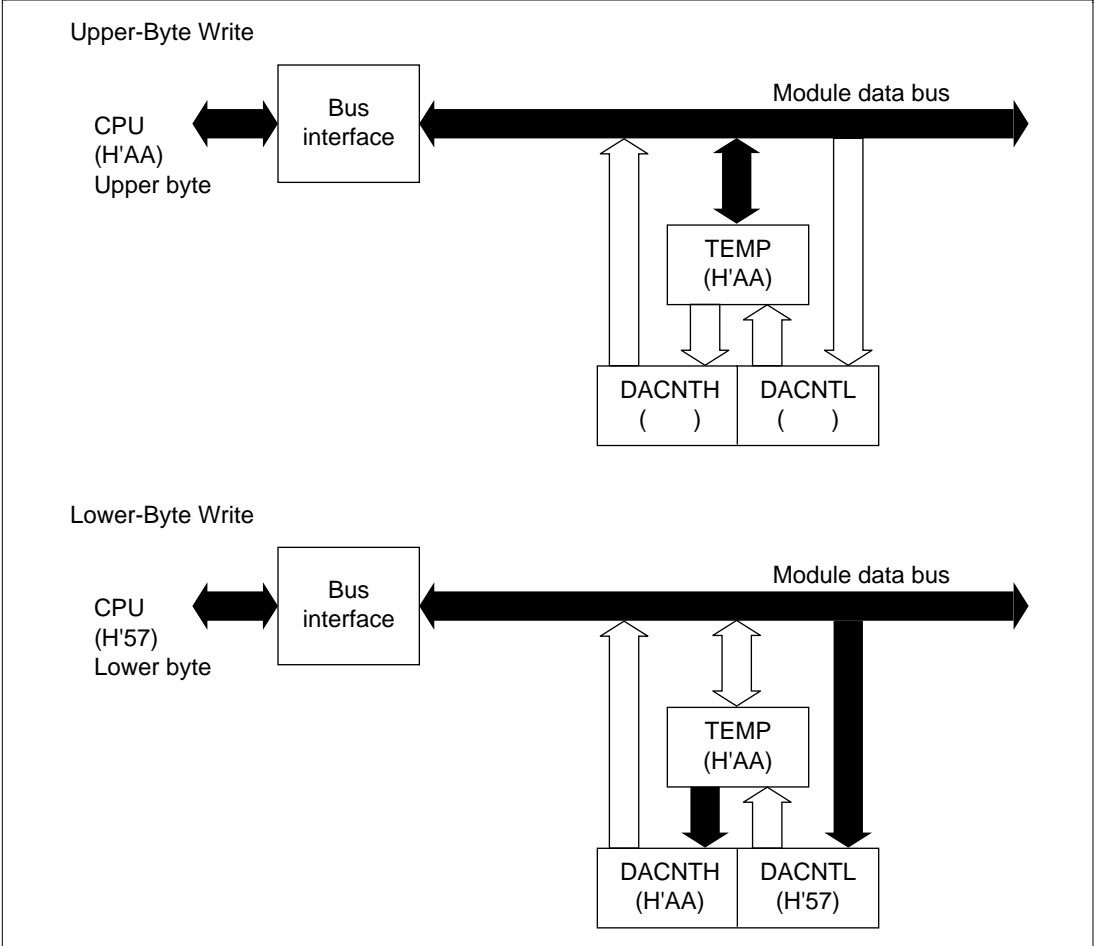 Upper-Byte Write
CPU
(H'AA)
Upper byte
Bus
interface
Module data bus
TEMP
(H'AA)
DACNTH
( )
DACNTL
( )
Lower-Byte Write
CPU
(H'57)
Lower byte
Bus
interface
Module data bus
TEMP
(H'AA)
DACNTH
(H'AA)
DACNTL
(H'57)